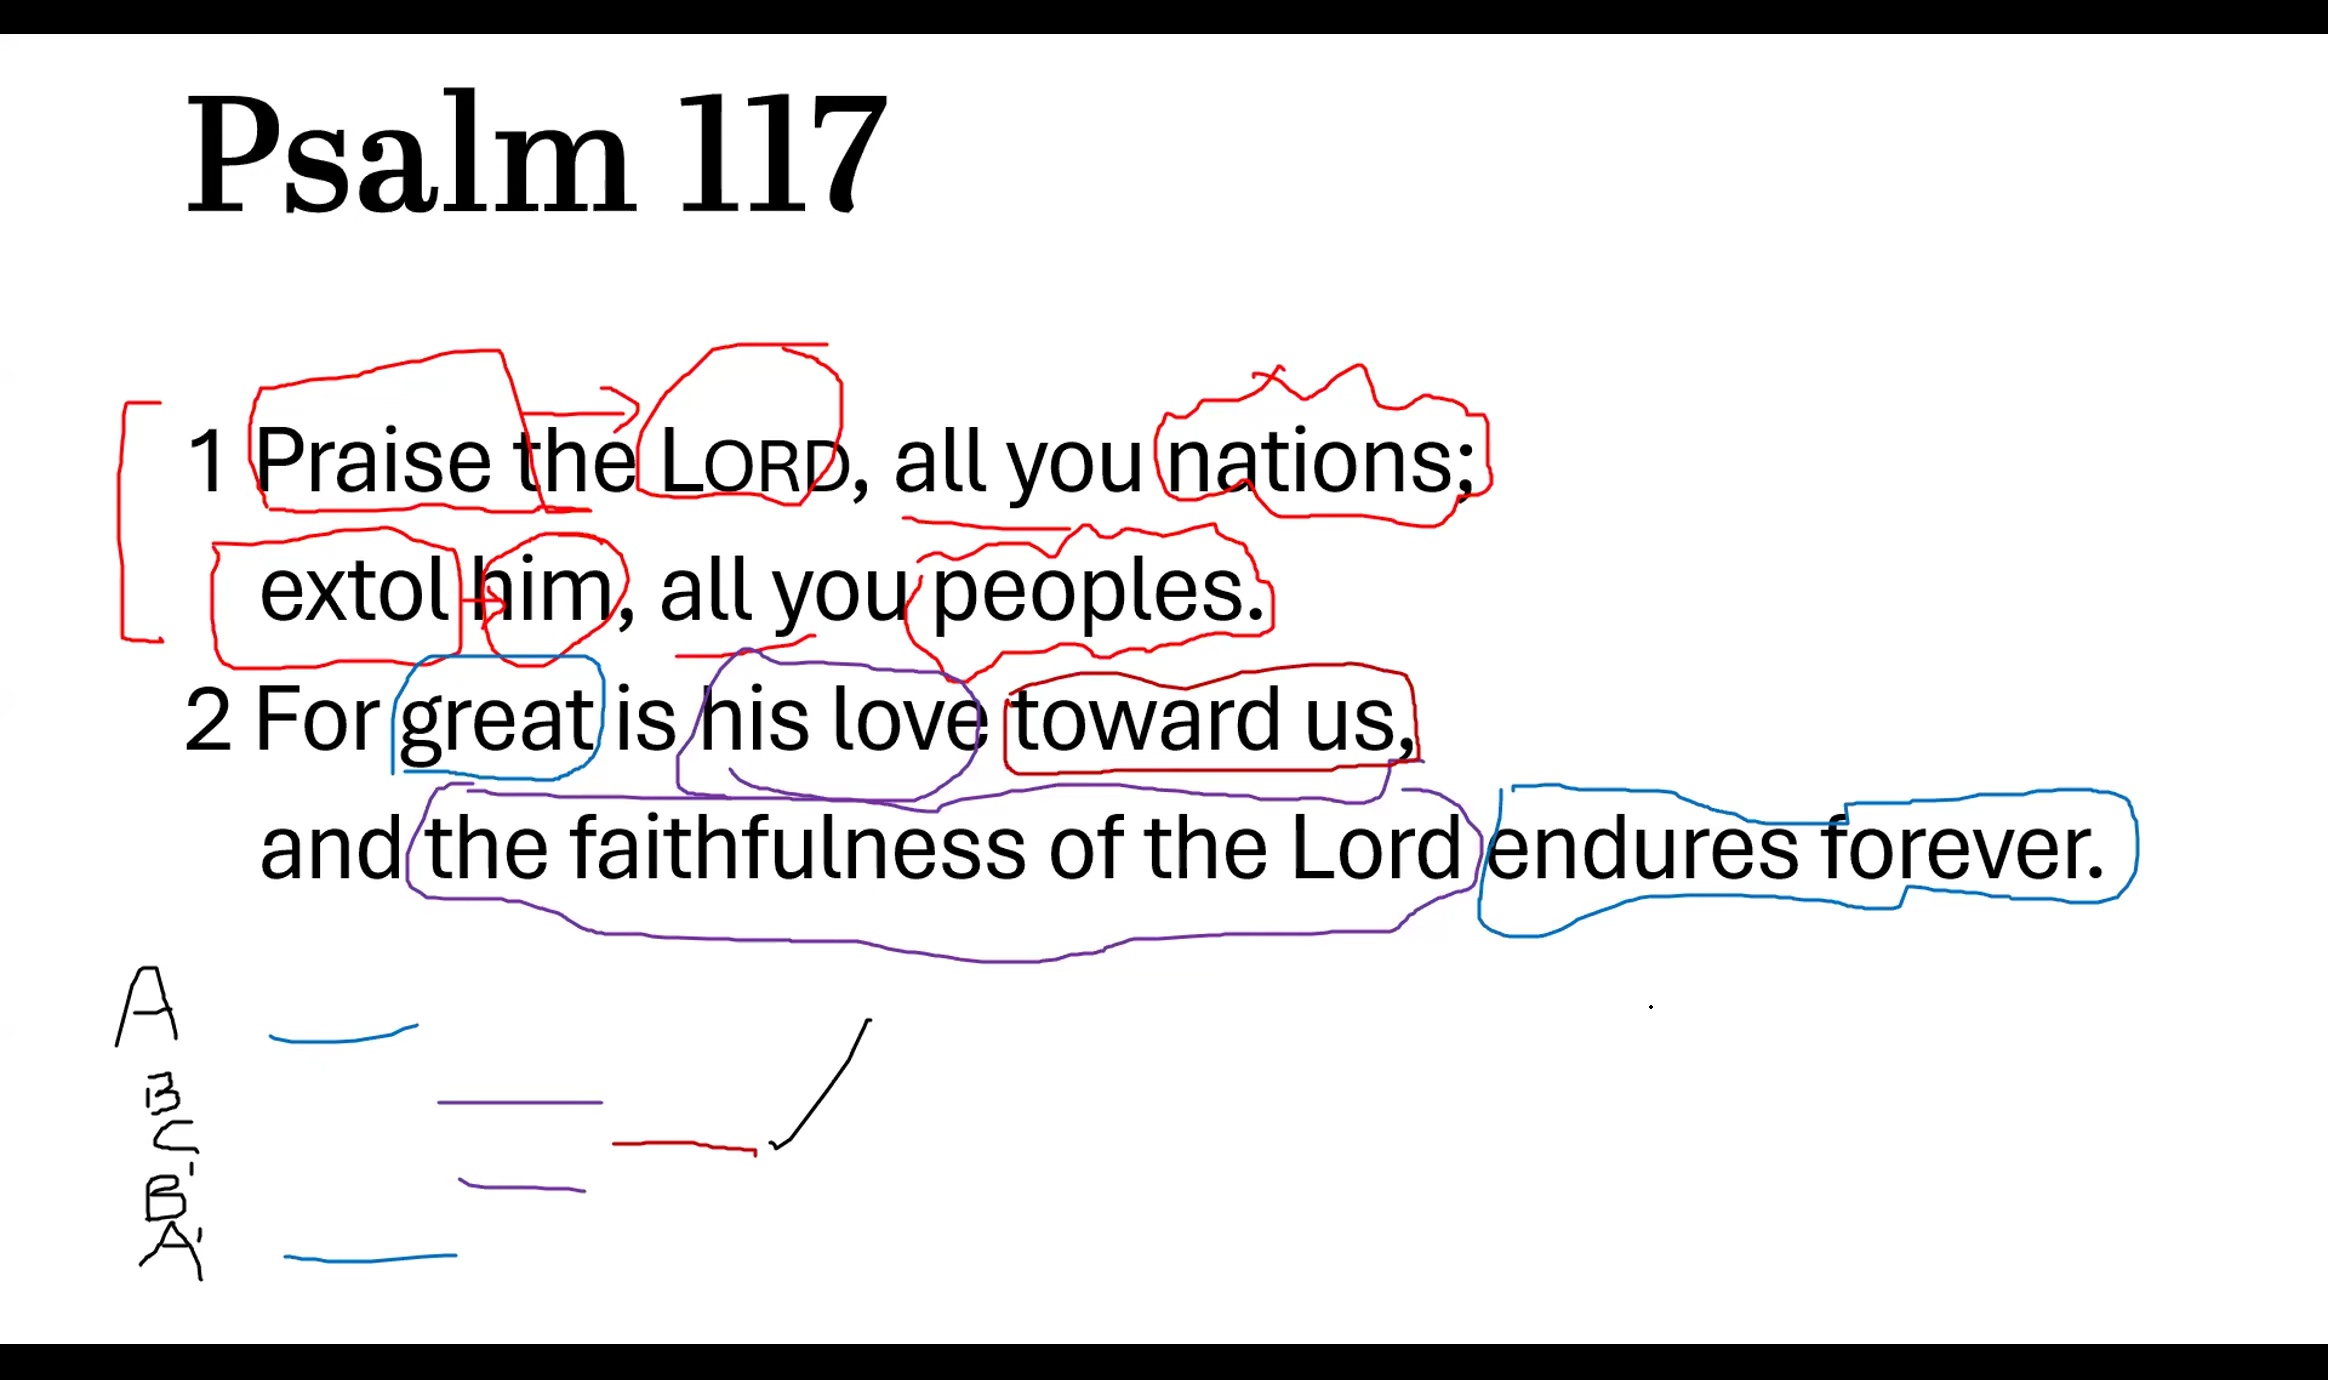 Psalm 117
1 Praise the LORD, all you nations;
extol him, all you peoples.
2 For great is his love toward us,
and the faithfulness of the Lord endures forever.
A
B
C
B'
A'